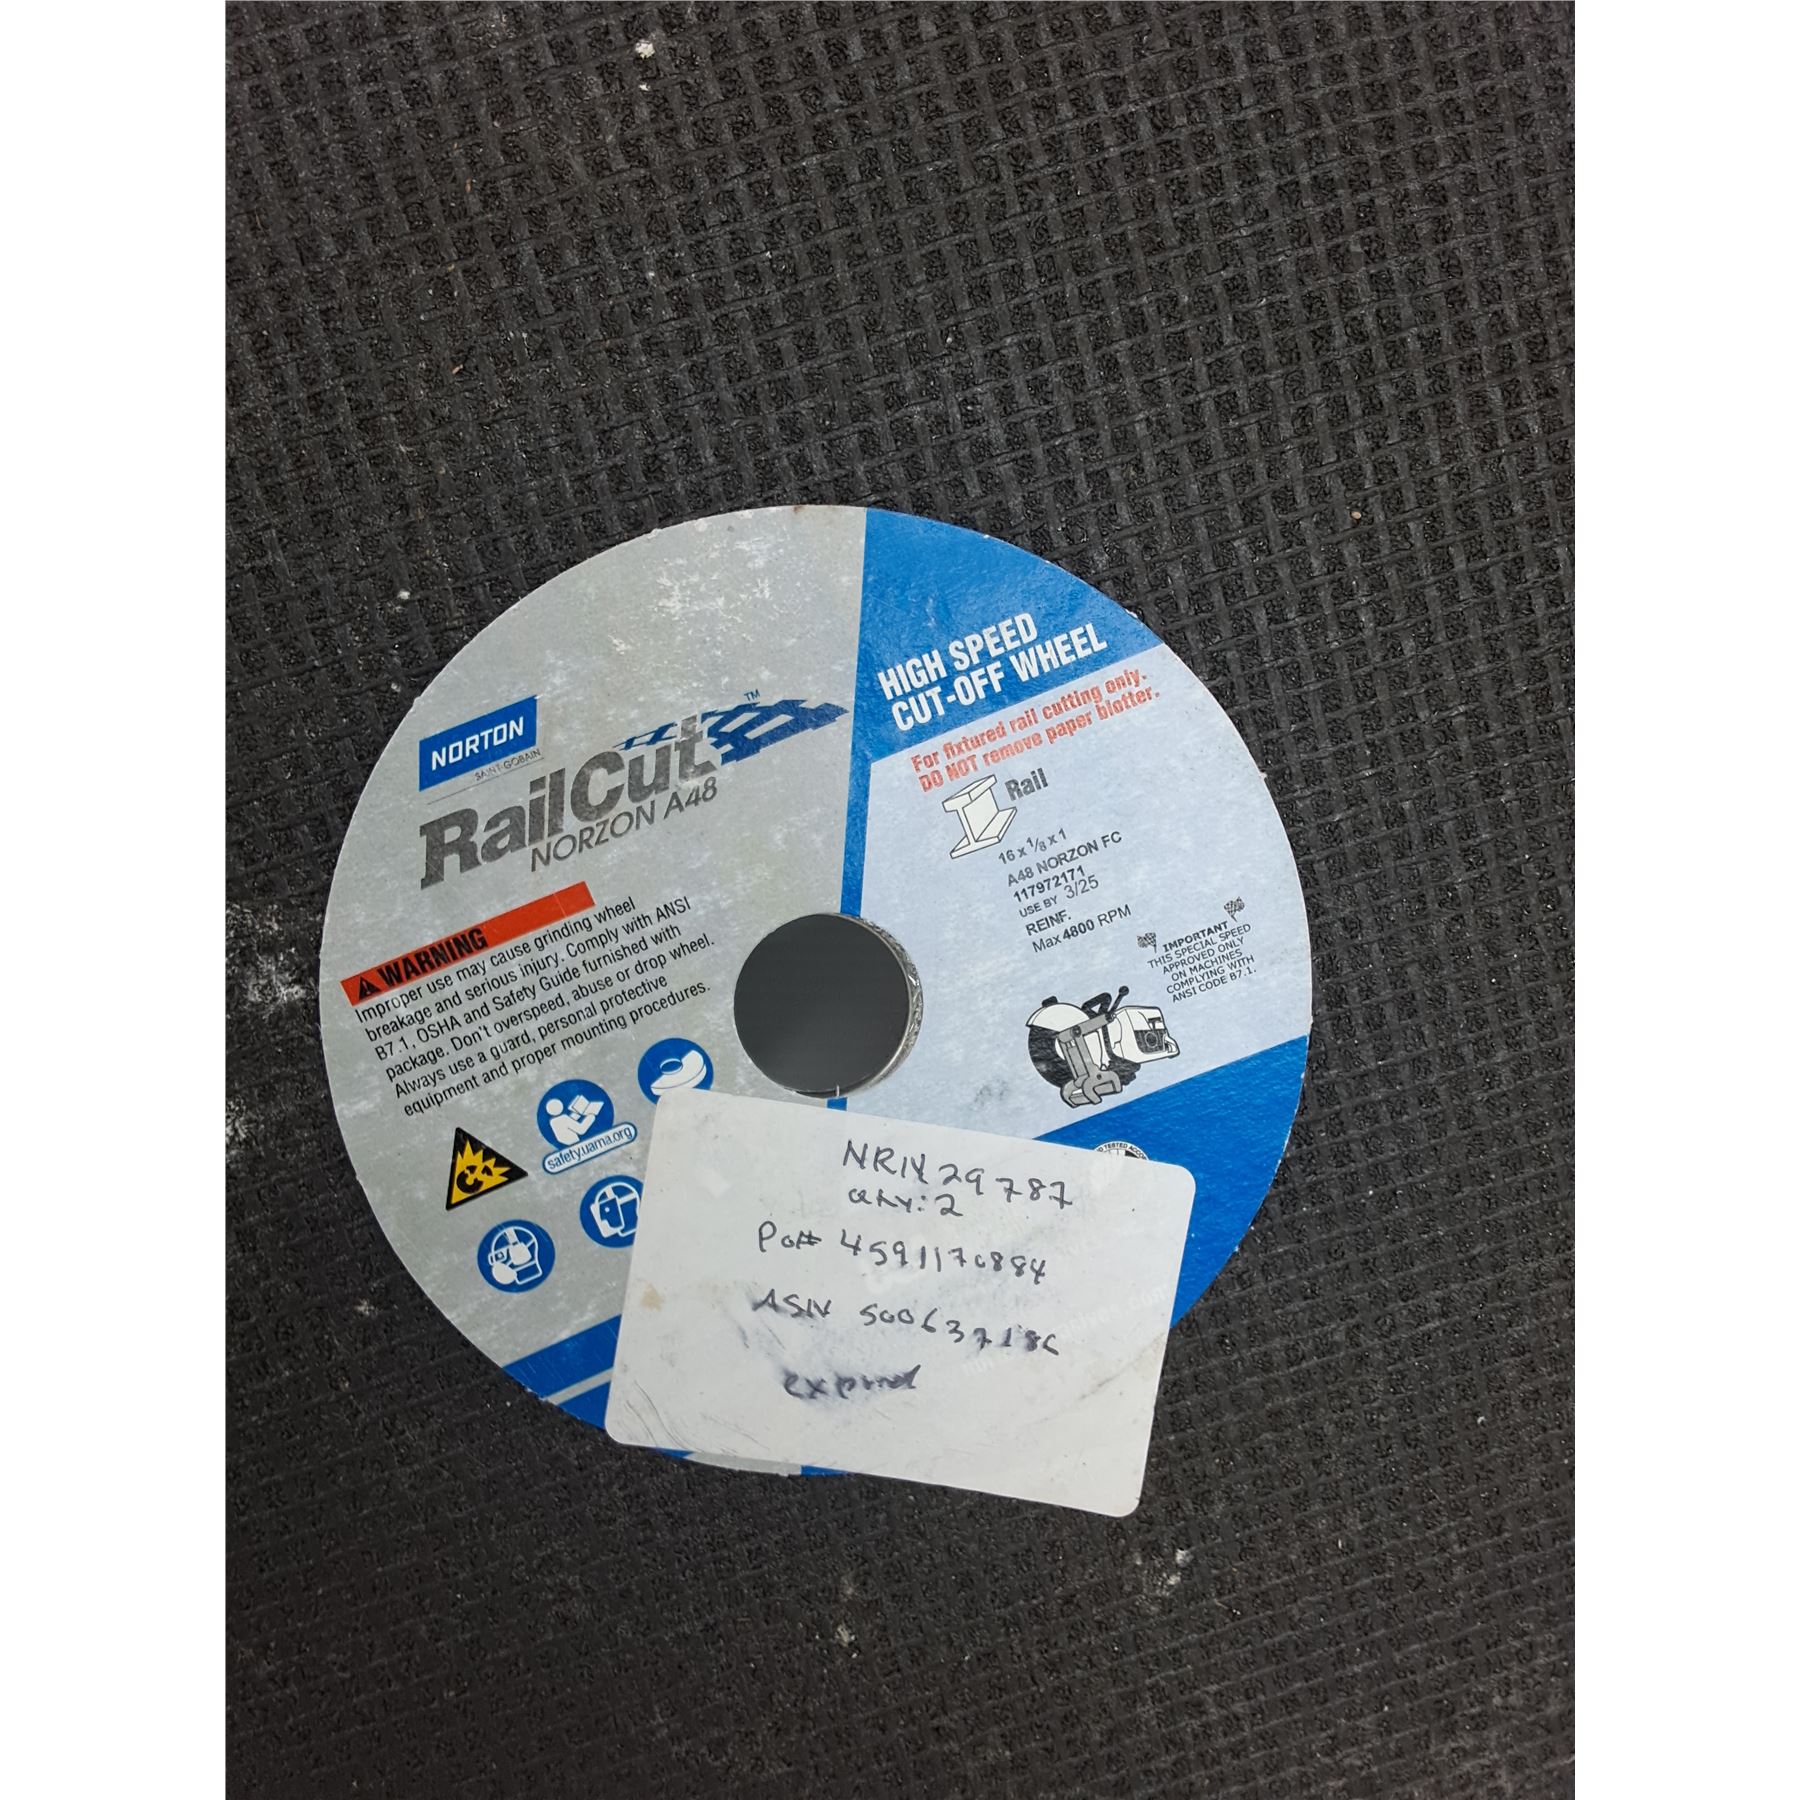 NORTON
SAINT-GOBAIN
RailCut™
NORZON A48
WARNING
Improper use may cause grinding wheel
breakage and serious injury. Comply with ANSI
B7.1, OSHA and Safety Guide furnished with
package. Don't overspeed, abuse or drop wheel.
Always use a guard, personal protective
equipment and proper mounting procedures.
safety.uama.org
HIGH SPEED
CUT-OFF WHEEL
For fixtured rail cutting only.
DO NOT remove paper blotter.
Rail
16 x 1/8 x 1
A48 NORZON FC
117972171
USE BY 3/25
REINF.
Max 4800 RPM
IMPORTANT
THIS SPECIAL SPEED
APPROVED ONLY
ON MACHINES
COMPLYING WITH
ANSI CODE B7.1.
TESTED
29787
QTY: 2
PO# 4591170884
ASN
expired